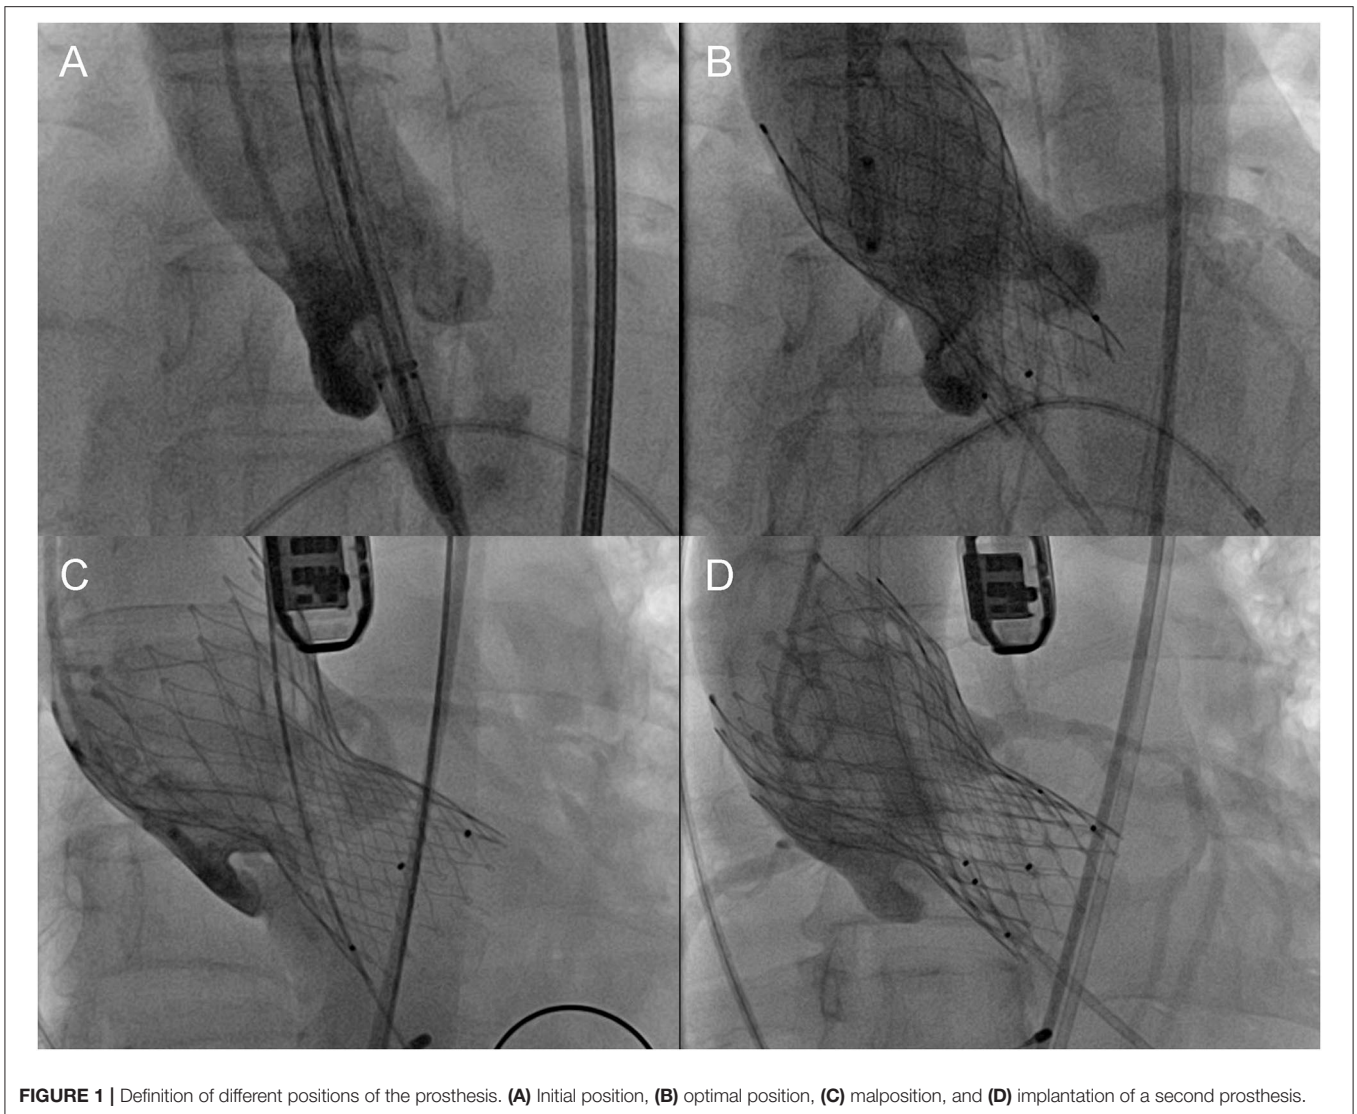 A
B
C
D
FIGURE 1 | Definition of different positions of the prosthesis. (A) Initial position, (B) optimal position, (C) malposition, and (D) implantation of a second prosthesis.